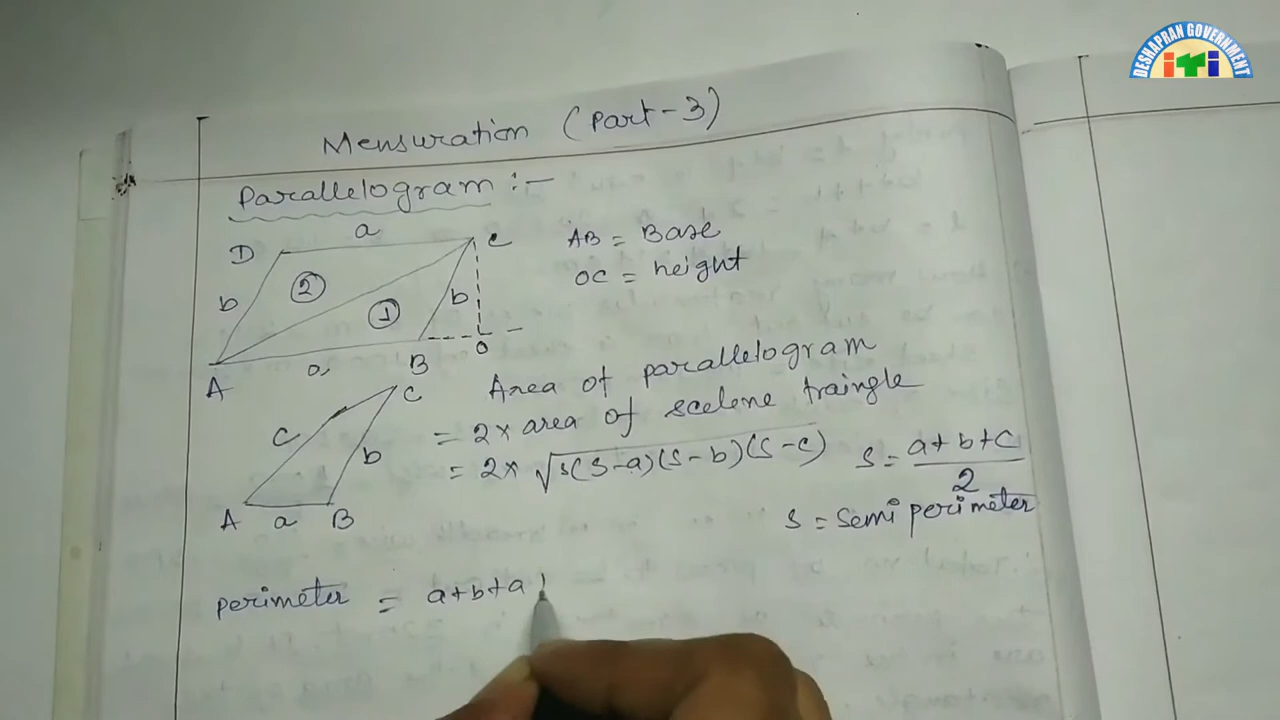 DESHAPRAN GOVERNMENT
iTi
Mensuration (Part-3)
Parallelogram :-
D a C
b 2 1 b
A a B O
AB = Base
OC = height
Area of parallelogram
= 2× area of scelene traingle
= 2× √s(s-a)(s-b)(s-c)
s = a+b+c
2
s = semi perimeter
C
c b
A a B
perimeter = a+b+a